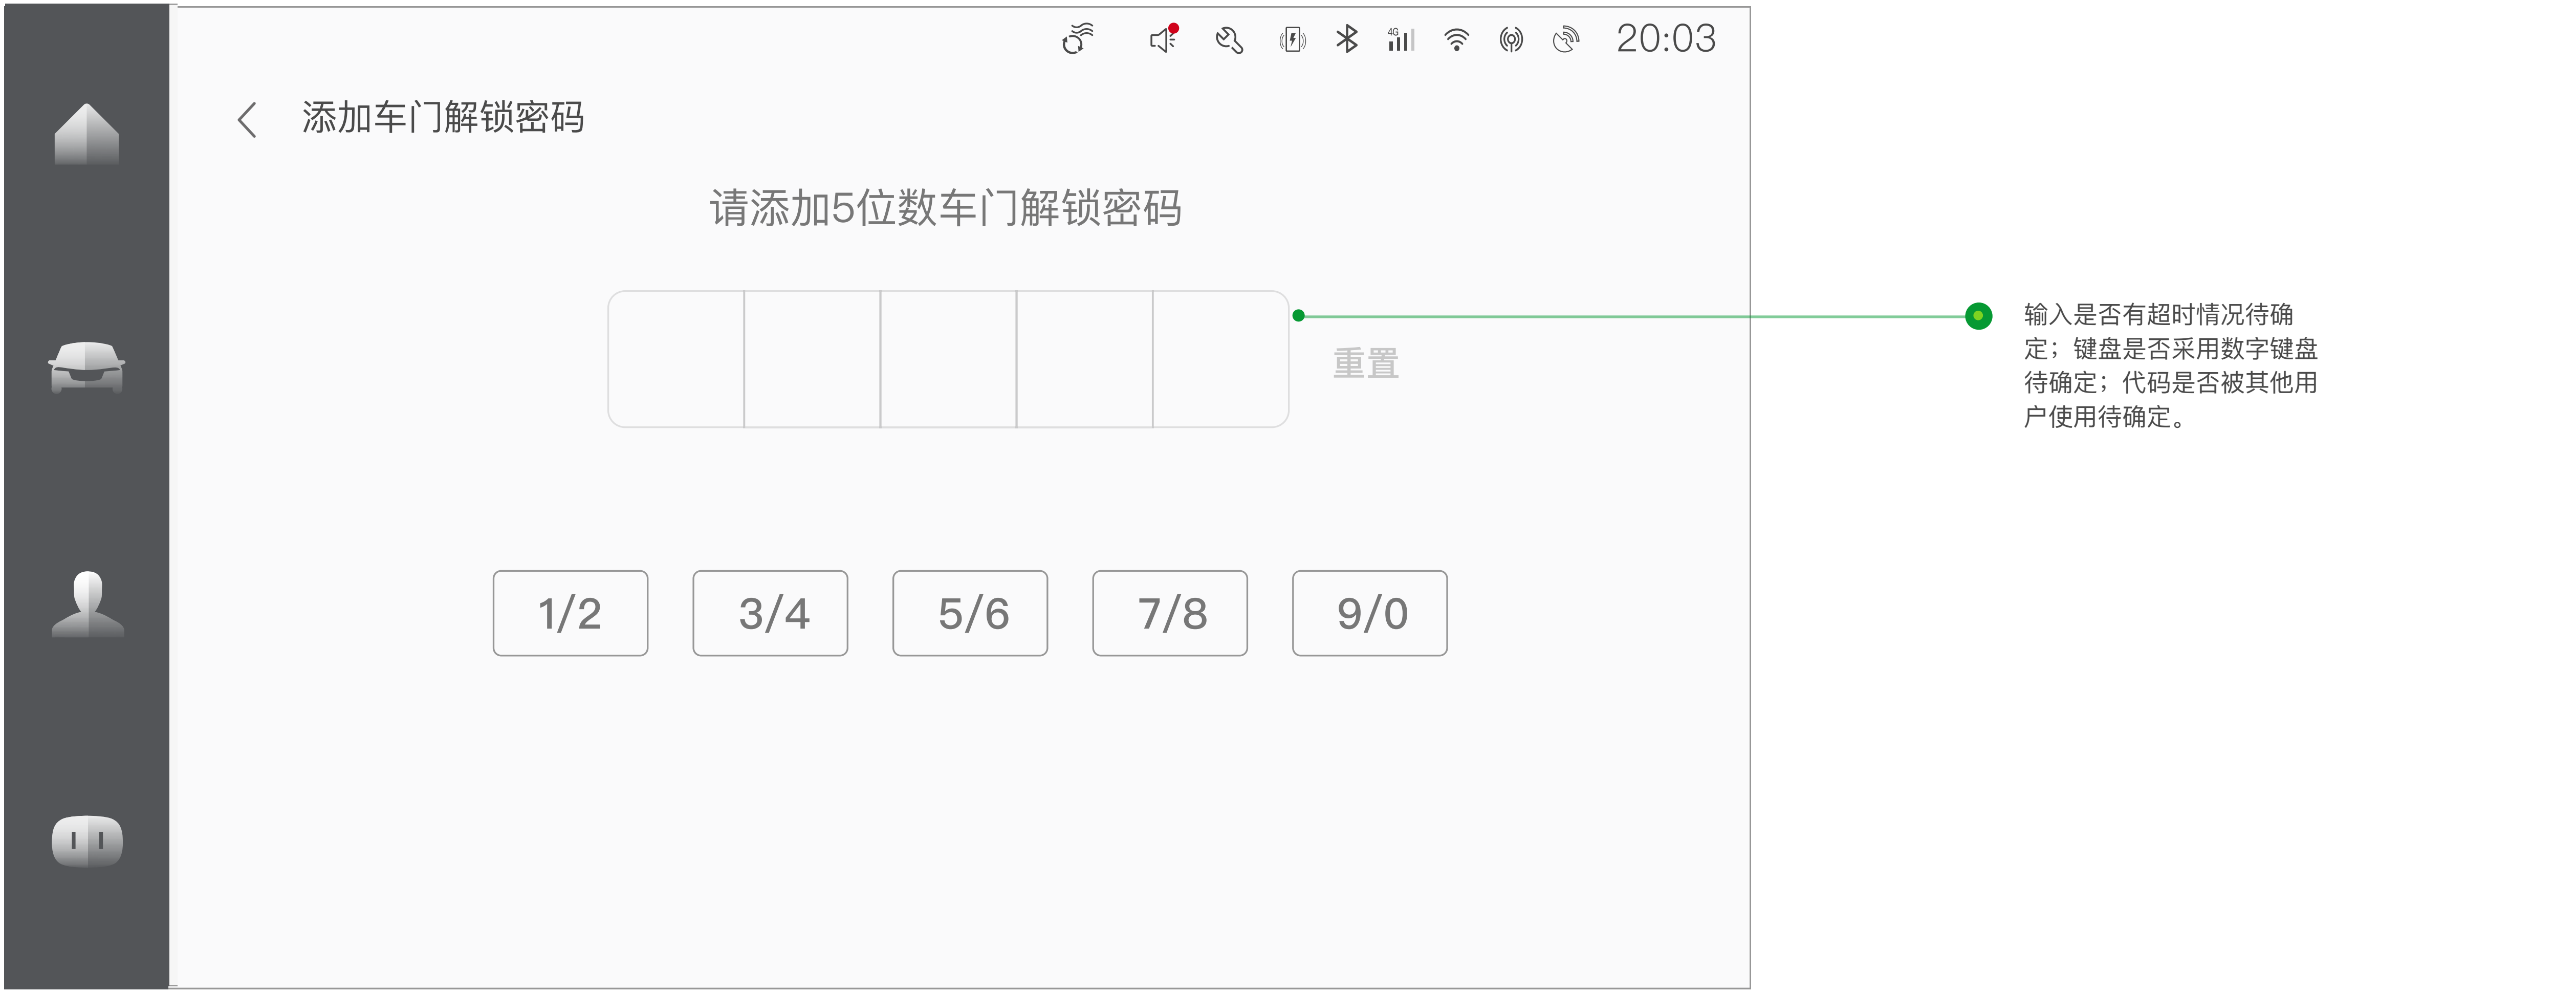 4G
20:03
添加车门解锁密码
请添加5位数车门解锁密码
重置
1/2
3/4
5/6
7/8
9/0
输入是否有超时情况待确
定；键盘是否采用数字键盘
待确定；代码是否被其他用
户使用待确定。